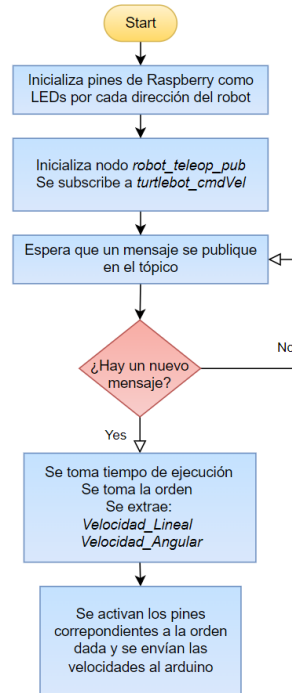 Start
Inicializa pines de Raspberry como
LEDs por cada dirección del robot
Inicializa nodo robot_teleop_pub
Se subscribe a turtlebot_cmdVel
Espera que un mensaje se publique
en el tópico
¿Hay un nuevo
mensaje?
No
Yes
Se toma tiempo de ejecución
Se toma la orden
Se extrae:
Velocidad_Lineal
Velocidad_Angular
Se activan los pines
correpondientes a la orden
dada y se envían las
velocidades al arduino